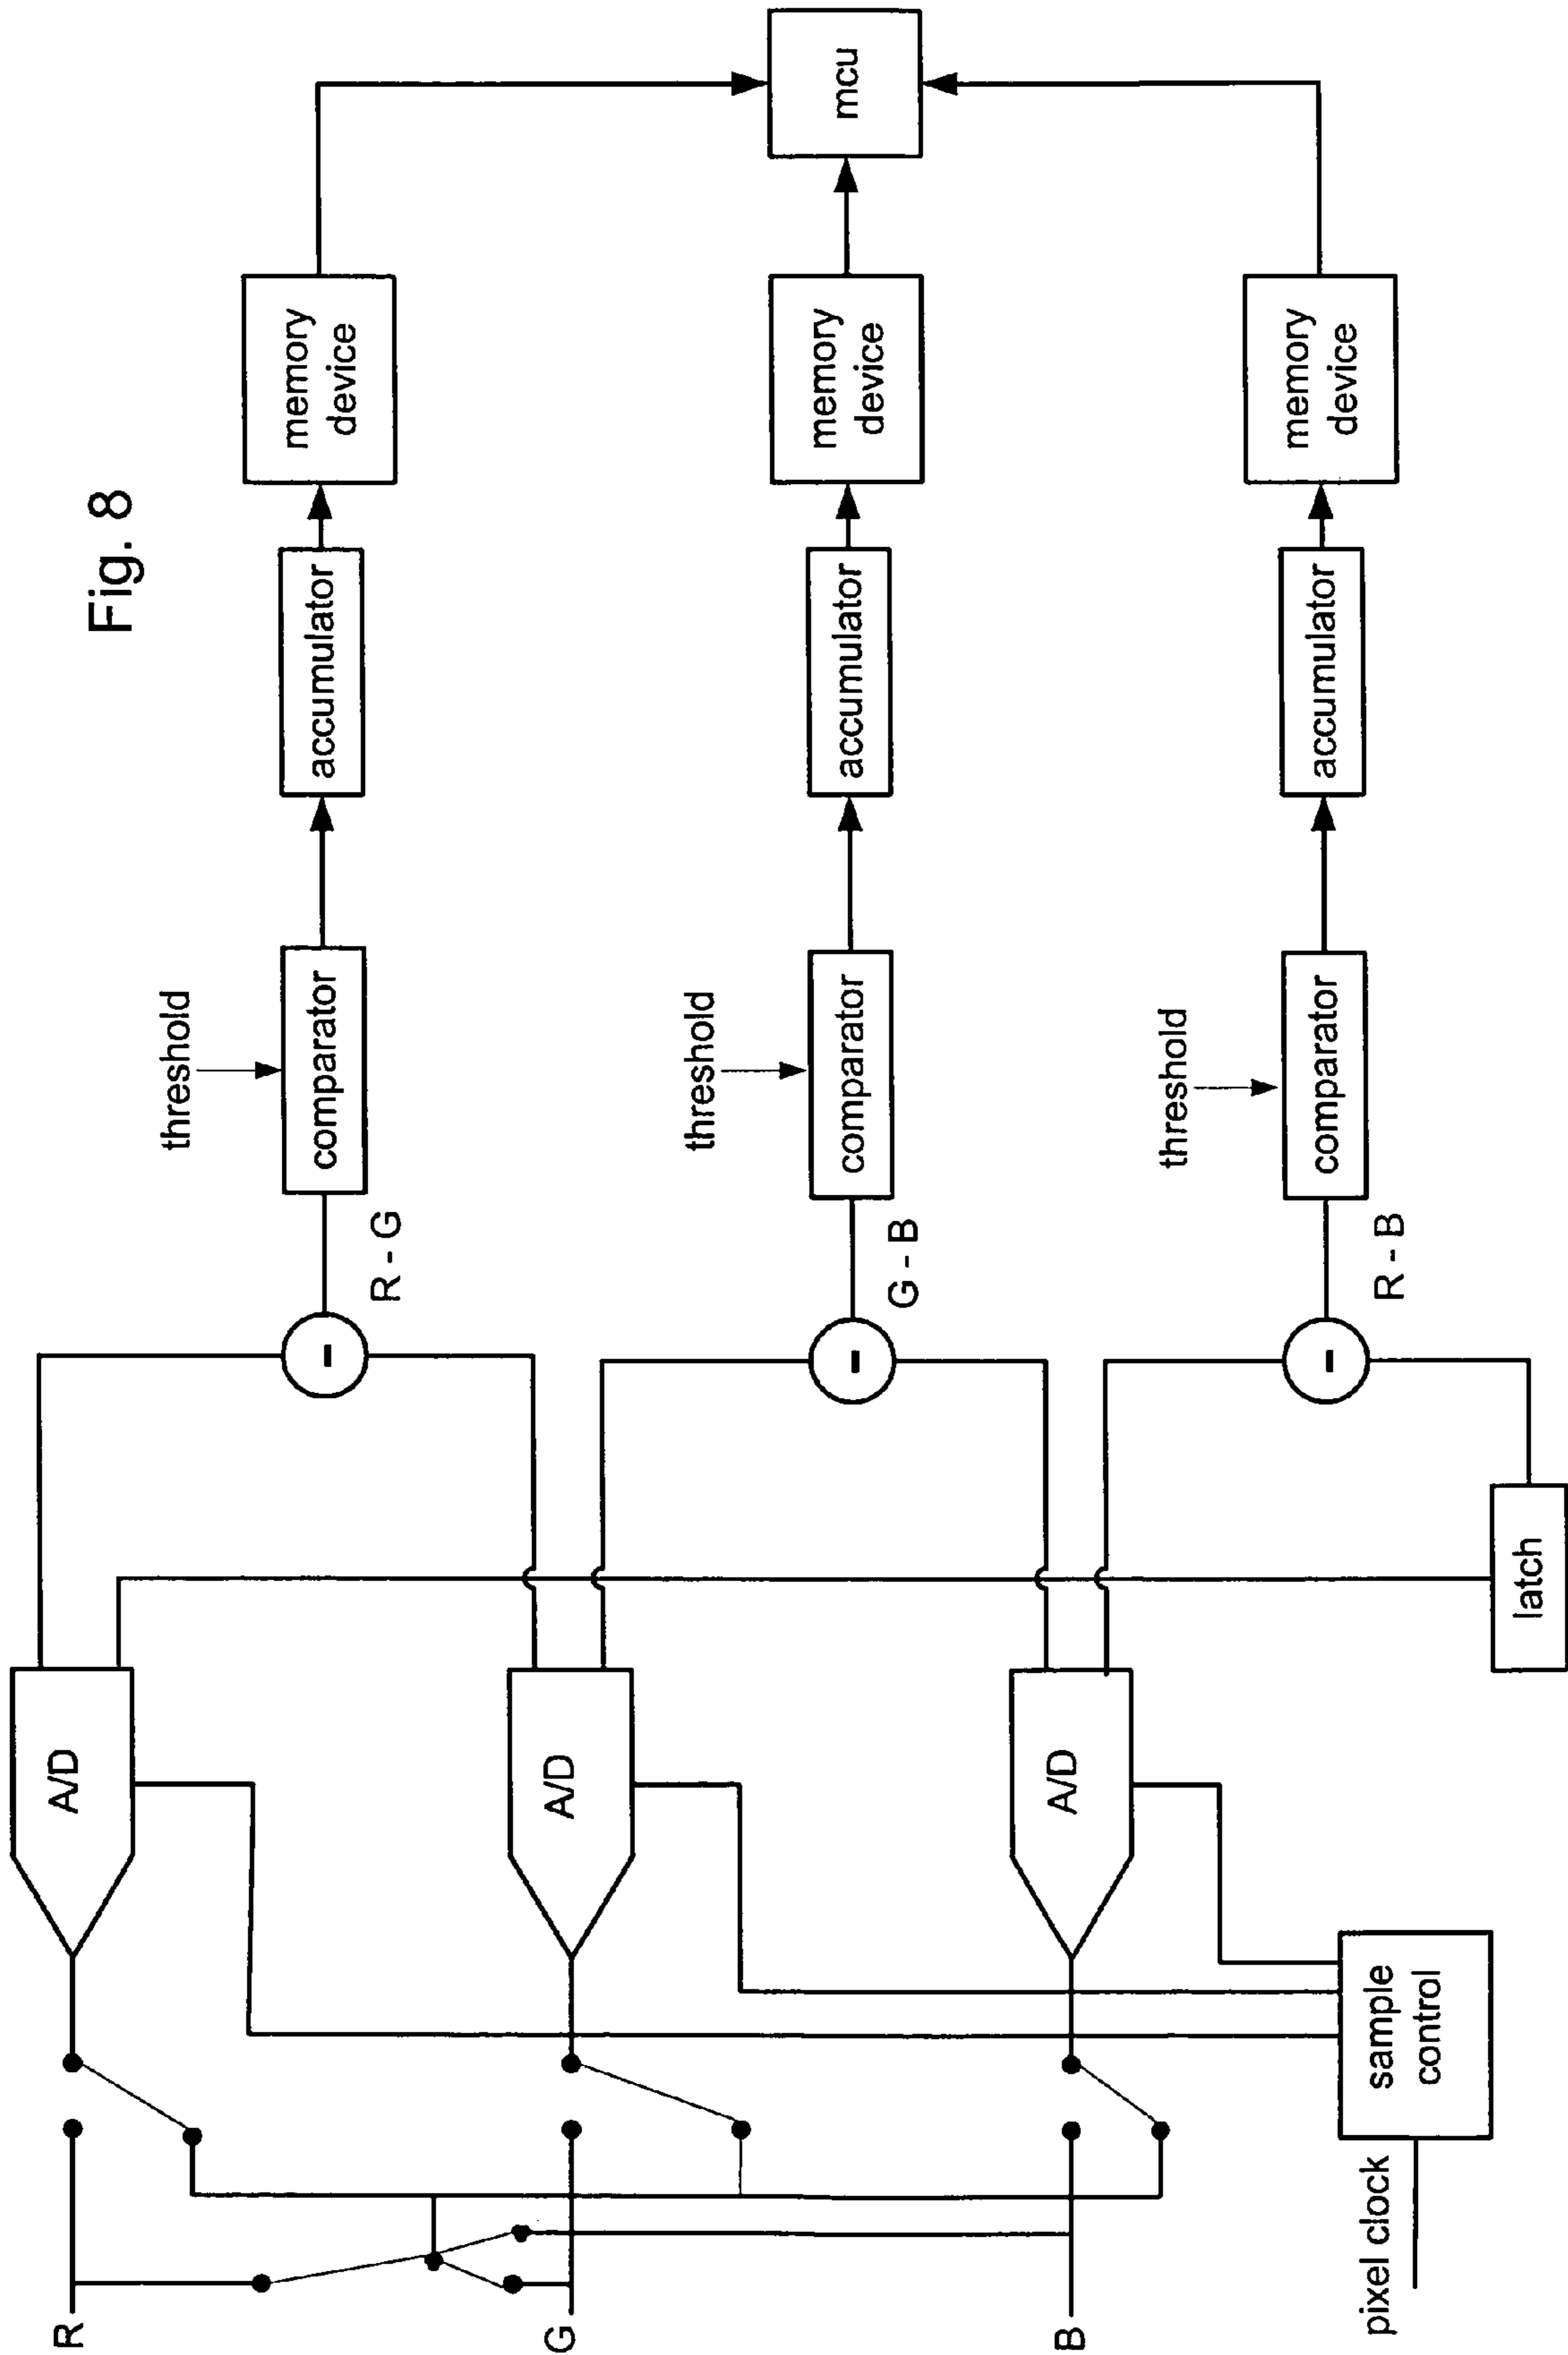 Fig. 8
R
G
B
pixel clock
sample
control
A/D
A/D
A/D
latch
R - G
G - B
R - B
threshold
threshold
threshold
comparator
comparator
comparator
accumulator
accumulator
accumulator
memory
device
memory
device
memory
device
mcu